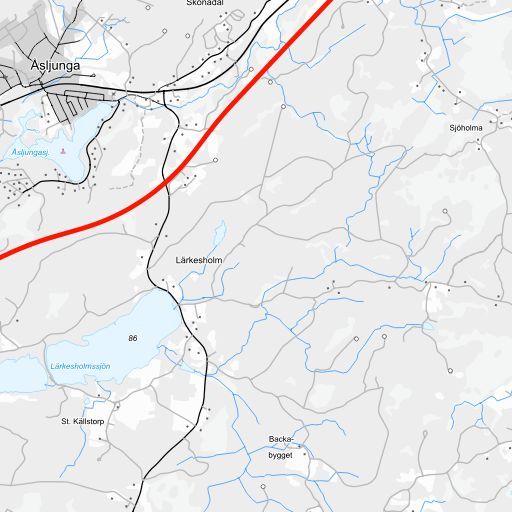 Skönadal
Åsljunga
Sjöholma
Åsljungasj.
Lärkesholm
86
Lärkesholmssjön
St. Källstorp
Backa-
bygget